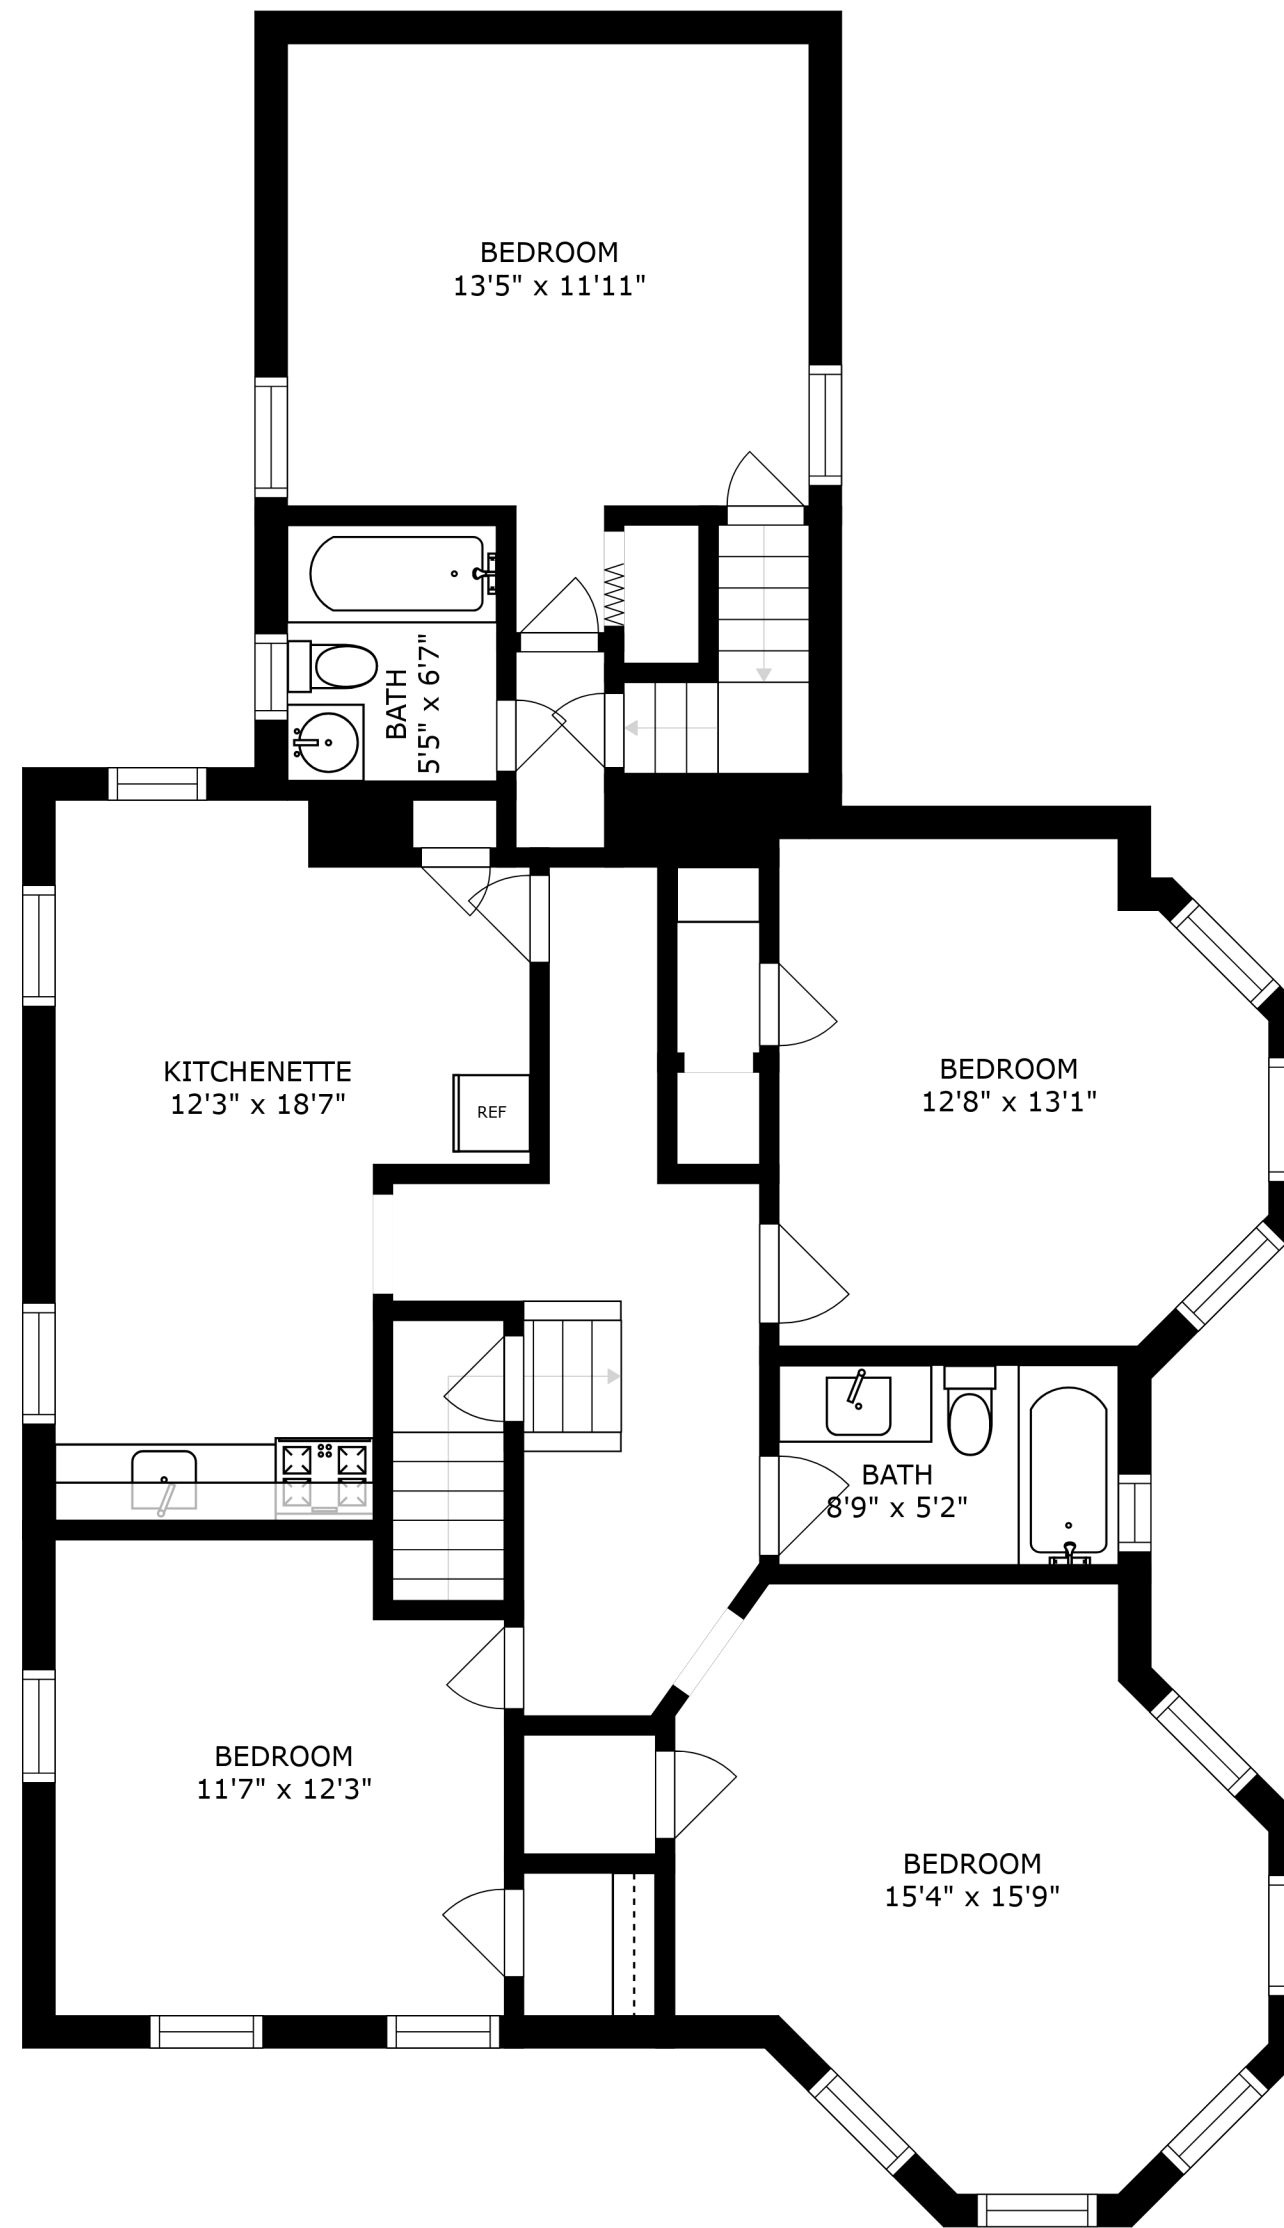 BEDROOM
13'5" x 11'11"
BATH
5'5" x 6'7"
KITCHENETTE
12'3" x 18'7"
REF
BEDROOM
12'8" x 13'1"
BATH
8'9" x 5'2"
BEDROOM
11'7" x 12'3"
BEDROOM
15'4" x 15'9"